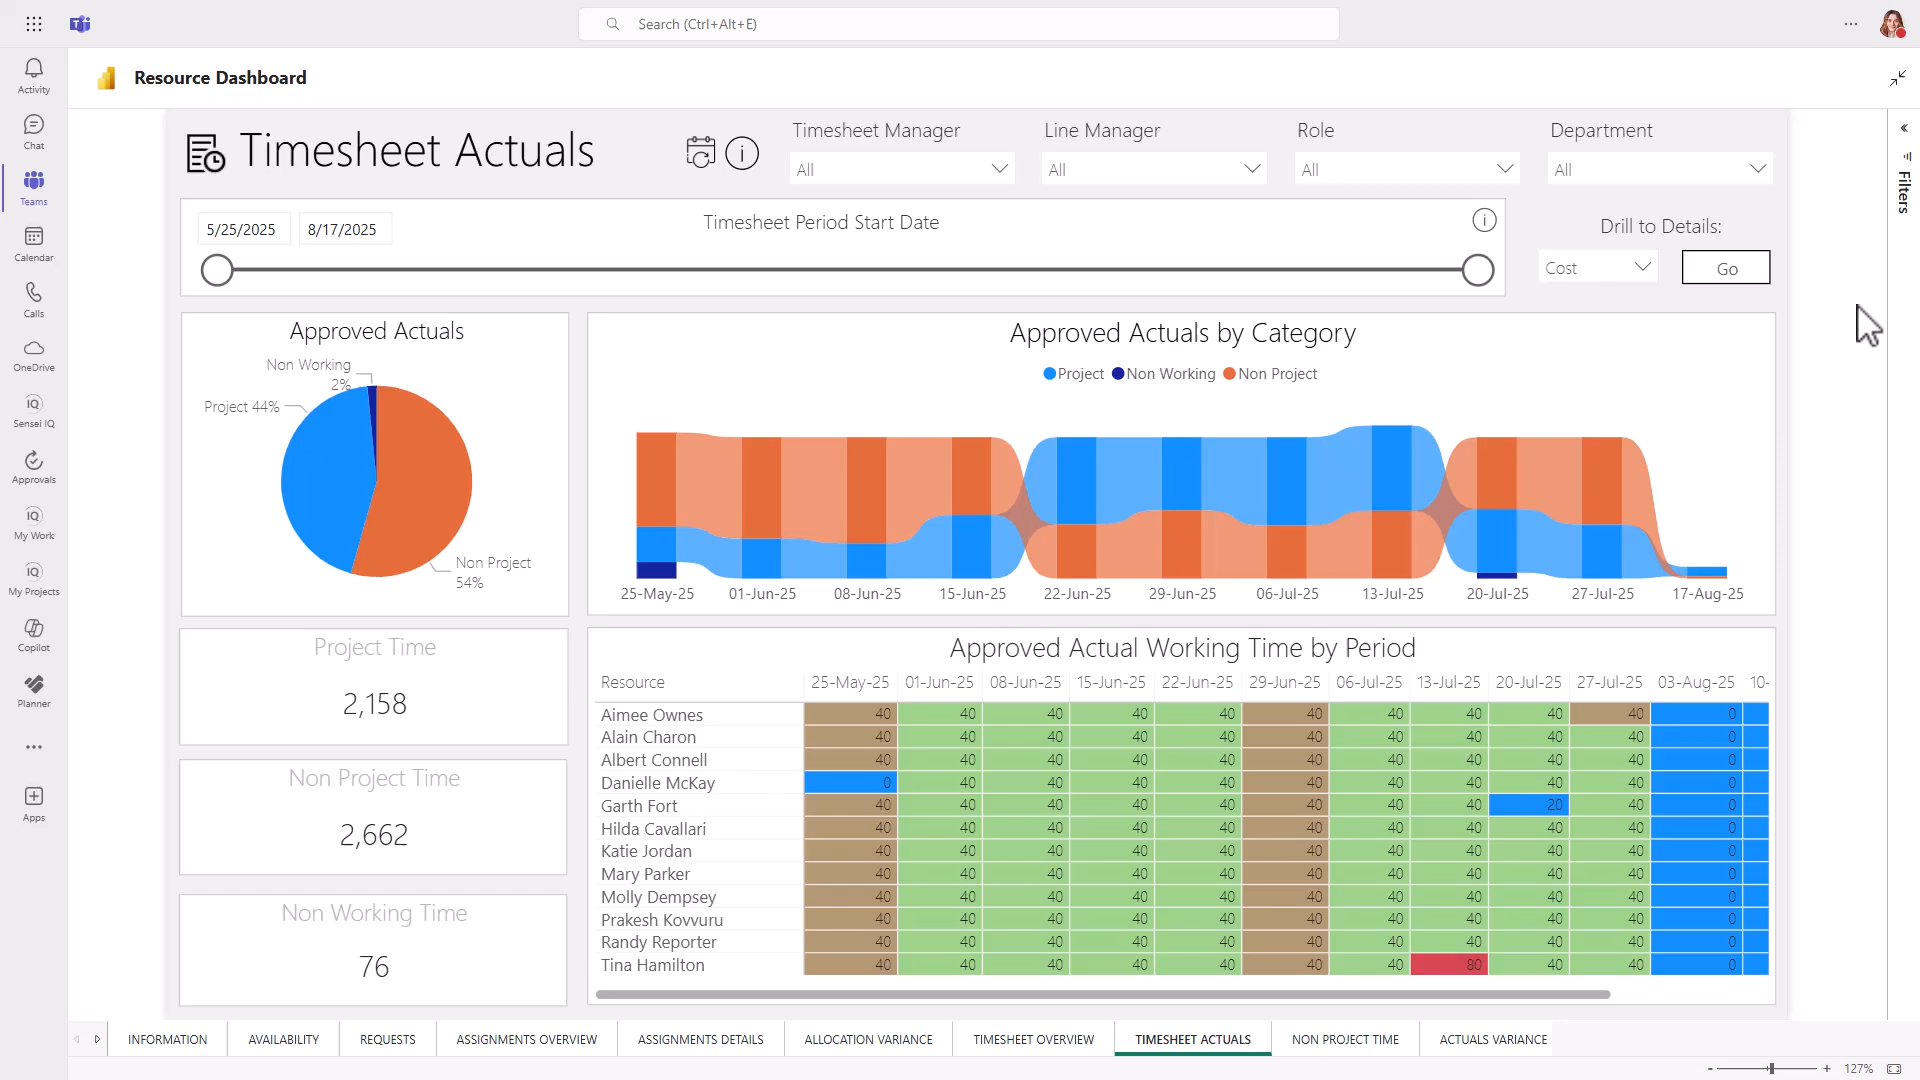 Search (Ctrl+Alt+E)
Activity
Chat
Teams
Calendar
Calls
OneDrive
Sensei IQ
Approvals
My Work
My Projects
Copilot
Planner
Apps
Resource Dashboard
Timesheet Actuals
Timesheet Manager Line Manager Role Department
All All All All
5/25/2025 8/17/2025 Timesheet Period Start Date
Drill to Details:
Cost Go
Filters
Approved Actuals
Non Working
2%
Project 44%
Non Project
54%
Approved Actuals by Category
Project Non Working Non Project
25-May-25 01-Jun-25 08-Jun-25 15-Jun-25 22-Jun-25 29-Jun-25 06-Jul-25 13-Jul-25 20-Jul-25 27-Jul-25 17-Aug-25
Project Time
2,158
Non Project Time
2,662
Non Working Time
76
Approved Actual Working Time by Period
Resource 25-May-25 01-Jun-25 08-Jun-25 15-Jun-25 22-Jun-25 29-Jun-25 06-Jul-25 13-Jul-25 20-Jul-25 27-Jul-25 03-Aug-25 10-
Aimee Ownes 40 40 40 40 40 40 40 40 40 40 0
Alain Charon 40 40 40 40 40 40 40 40 40 40 0
Albert Connell 40 40 40 40 40 40 40 40 40 40 0
Danielle McKay 0 40 40 40 40 40 40 40 40 40 0
Garth Fort 40 40 40 40 40 40 40 40 20 40 0
Hilda Cavallari 40 40 40 40 40 40 40 40 40 40 0
Katie Jordan 40 40 40 40 40 40 40 40 40 40 0
Mary Parker 40 40 40 40 40 40 40 40 40 40 0
Molly Dempsey 40 40 40 40 40 40 40 40 40 40 0
Prakesh Kovvuru 40 40 40 40 40 40 40 40 40 40 0
Randy Reporter 40 40 40 40 40 40 40 40 40 40 0
Tina Hamilton 40 40 40 40 40 40 40 80 40 40 0
INFORMATION AVAILABILITY REQUESTS ASSIGNMENTS OVERVIEW ASSIGNMENTS DETAILS ALLOCATION VARIANCE TIMESHEET OVERVIEW TIMESHEET ACTUALS NON PROJECT TIME ACTUALS VARIANCE
- + 127%